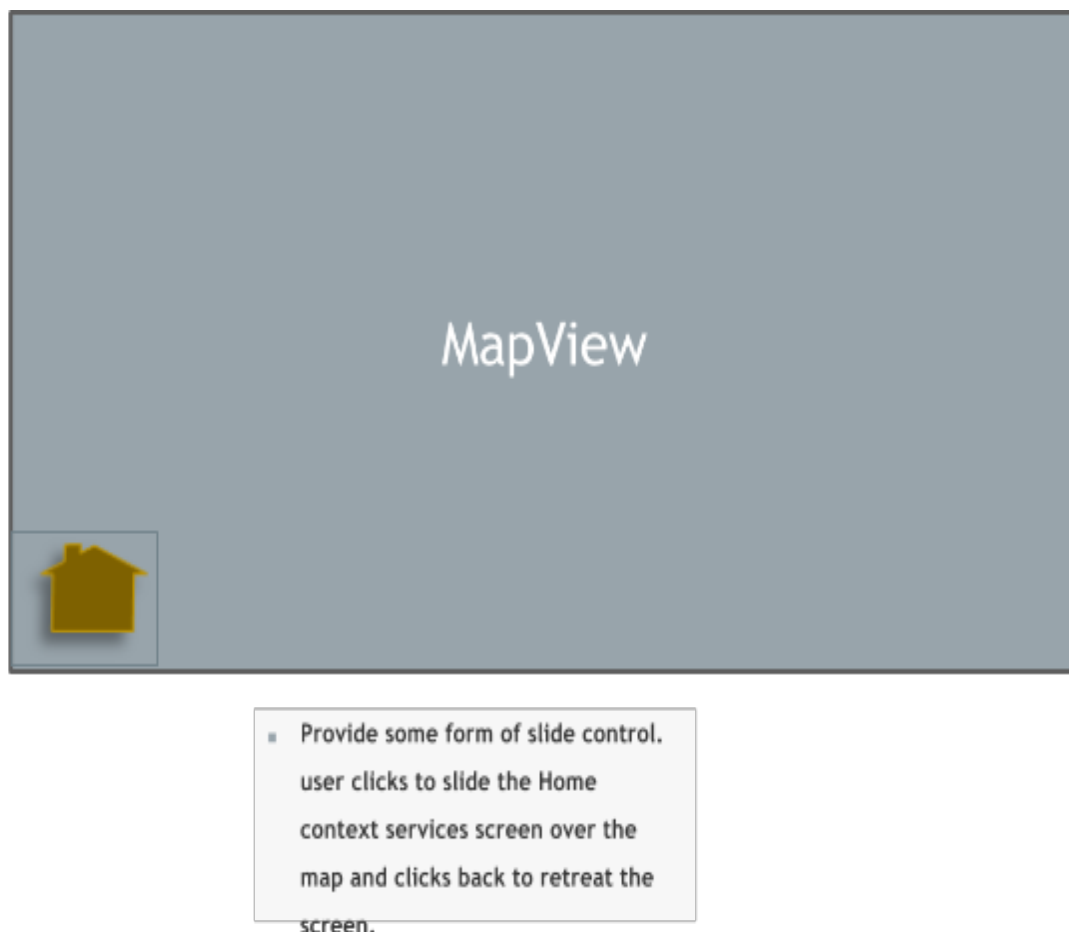 MapView
Provide some form of slide control.
user clicks to slide the Home
context services screen over the
map and clicks back to retreat the
screen.